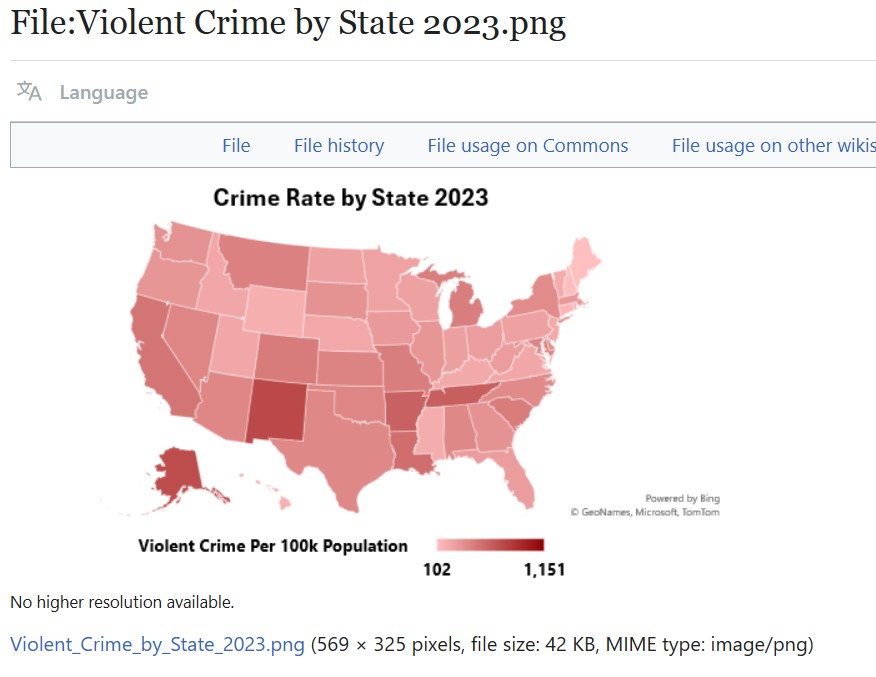 File:Violent Crime by State 2023.png
Language
File File history File usage on Commons File usage on other wikis
Crime Rate by State 2023
Powered by Bing
© GeoNames, Microsoft, TomTom
Violent Crime Per 100k Population
102 1,151
No higher resolution available.
Violent_Crime_by_State_2023.png (569 × 325 pixels, file size: 42 KB, MIME type: image/png)